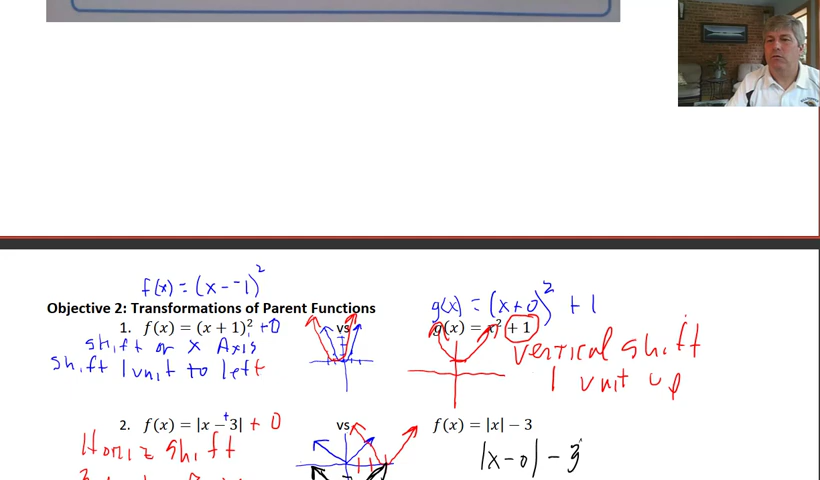 f(x) = (x - -1)²
Objective 2: Transformations of Parent Functions
g(x) = (x+0)² + 1
1. f(x) = (x + 1)² +0
vs
g(x) = x² + 1
shift on x Axis
shift 1 unit to left
vertical shift
1 unit up
2. f(x) = |x - 3| + 0
vs
f(x) = |x| − 3
Horiz shift
|x-0| - 3